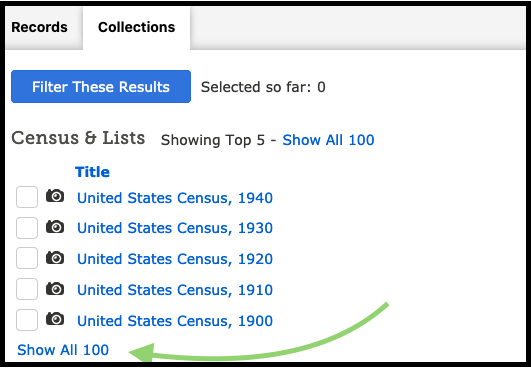 Records Collections
Filter These Results Selected so far: 0
Census & Lists Showing Top 5 - Show All 100
Title
United States Census, 1940
United States Census, 1930
United States Census, 1920
United States Census, 1910
United States Census, 1900
Show All 100